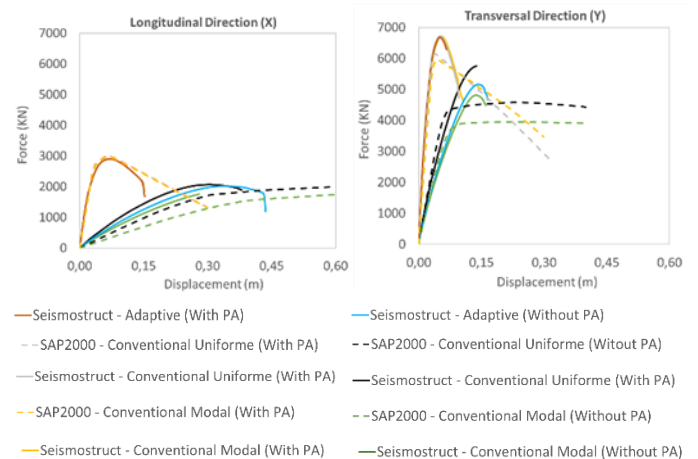 Longitudinal Direction (X)
7000
6000
5000
4000
3000
2000
1000
0
Force (KN)
0,00 0,15 0,30 0,45 0,60
Displacement (m)
Transversal Direction (Y)
7000
6000
5000
4000
3000
2000
1000
0
Force (KN)
0,00 0,15 0,30 0,45 0,60
Displacement (m)
Seismostruct - Adaptive (With PA)
Seismostruct - Adaptive (Without PA)
SAP2000 - Conventional Uniforme (With PA)
SAP2000 - Conventional Uniforme (Witout PA)
Seismostruct - Conventional Uniforme (With PA)
Seismostruct - Conventional Uniforme (With PA)
SAP2000 - Conventional Modal (With PA)
SAP2000 - Conventional Modal (Without PA)
Seismostruct - Conventional Modal (With PA)
Seismostruct - Conventional Modal (Without PA)